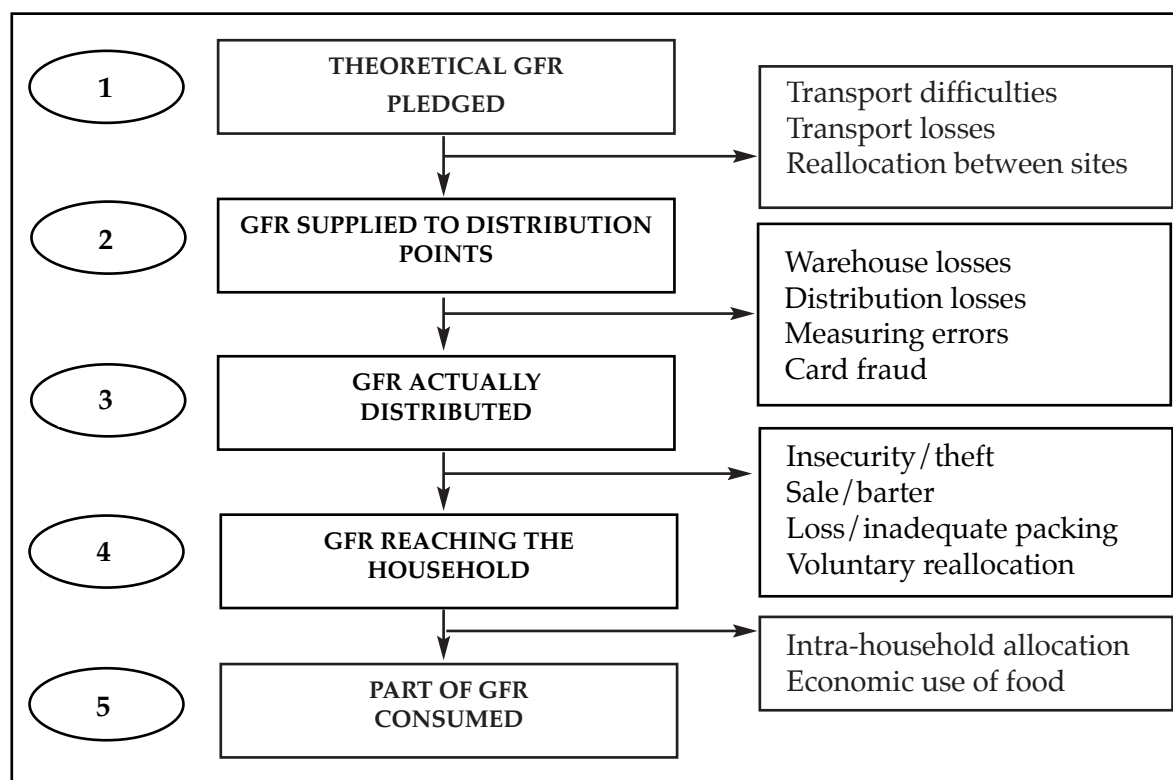 1
THEORETICAL GFR
PLEDGED
Transport difficulties
Transport losses
Reallocation between sites
2
GFR SUPPLIED TO DISTRIBUTION
POINTS
Warehouse losses
Distribution losses
Measuring errors
Card fraud
3
GFR ACTUALLY
DISTRIBUTED
Insecurity/theft
Sale/barter
Loss/inadequate packing
Voluntary reallocation
4
GFR REACHING THE
HOUSEHOLD
Intra-household allocation
Economic use of food
5
PART OF GFR
CONSUMED